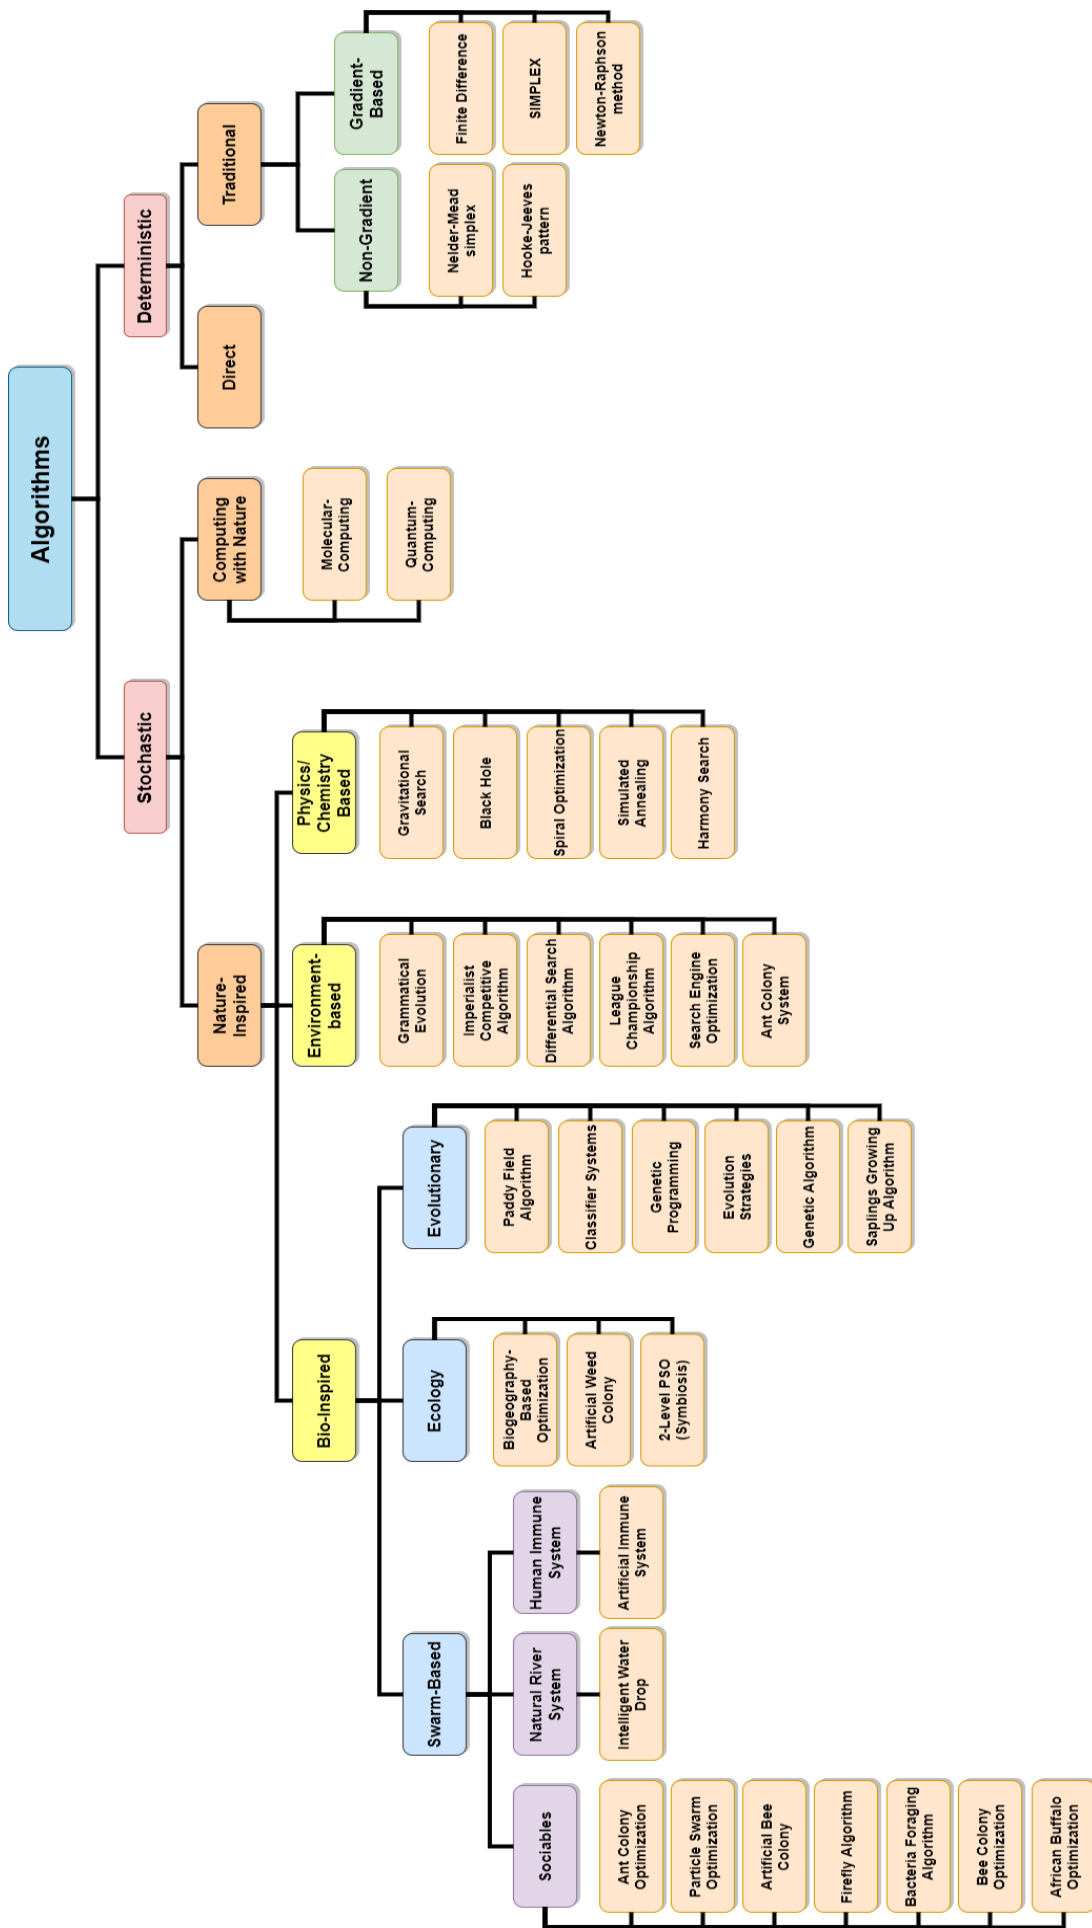 Algorithms
Stochastic
Deterministic
Nature-
Inspired
Computing
with Nature
Direct
Traditional
Bio-Inspired
Environment-
based
Physics/
Chemistry
Based
Molecular-
Computing
Quantum-
Computing
Non-Gradient
Gradient-
Based
Swarm-Based
Ecology
Evolutionary
Grammatical
Evolution
Imperialist
Competitive
Algorithm
Differential Search
Algorithm
League
Championship
Algorithm
Search Engine
Optimization
Ant Colony
System
Gravitational
Search
Black Hole
Spiral Optimization
Simulated
Annealing
Harmony Search
Nelder-Mead
simplex
Hooke-Jeeves
pattern
Finite Difference
SIMPLEX
Newton-Raphson
method
Sociables
Natural River
System
Human Immune
System
Biogeography-
Based
Optimization
Artificial Weed
Colony
2-Level PSO
(Symbiosis)
Paddy Field
Algorithm
Classifier Systems
Genetic
Programming
Evolution
Strategies
Genetic Algorithm
Saplings Growing
Up Algorithm
Ant Colony
Optimization
Particle Swarm
Optimization
Artificial Bee
Colony
Firefly Algorithm
Bacteria Foraging
Algorithm
Bee Colony
Optimization
African Buffalo
Optimization
Intelligent Water
Drop
Artificial Immune
System